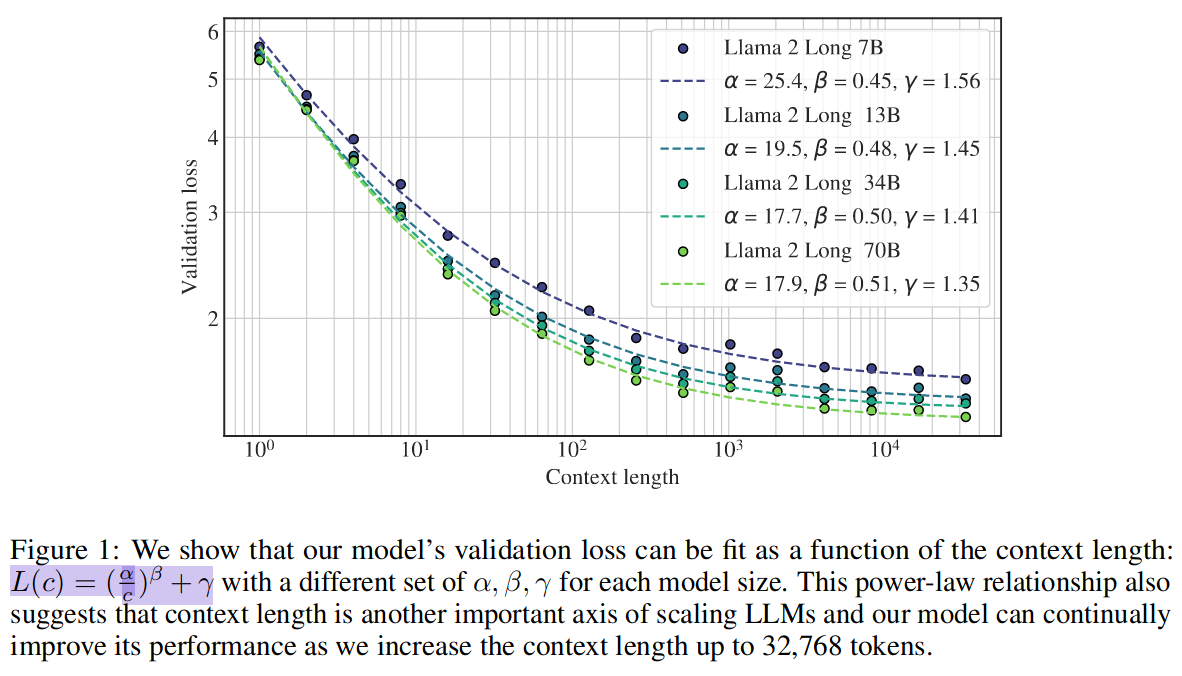 6
5
4
3
2
Validation loss
10⁰ 10¹ 10² 10³ 10⁴
Context length
Llama 2 Long 7B
α = 25.4, β = 0.45, γ = 1.56
Llama 2 Long 13B
α = 19.5, β = 0.48, γ = 1.45
Llama 2 Long 34B
α = 17.7, β = 0.50, γ = 1.41
Llama 2 Long 70B
α = 17.9, β = 0.51, γ = 1.35
Figure 1: We show that our model's validation loss can be fit as a function of the context length:
L(c) = (α/c)^β + γ with a different set of α, β, γ for each model size. This power-law relationship also
suggests that context length is another important axis of scaling LLMs and our model can continually
improve its performance as we increase the context length up to 32,768 tokens.